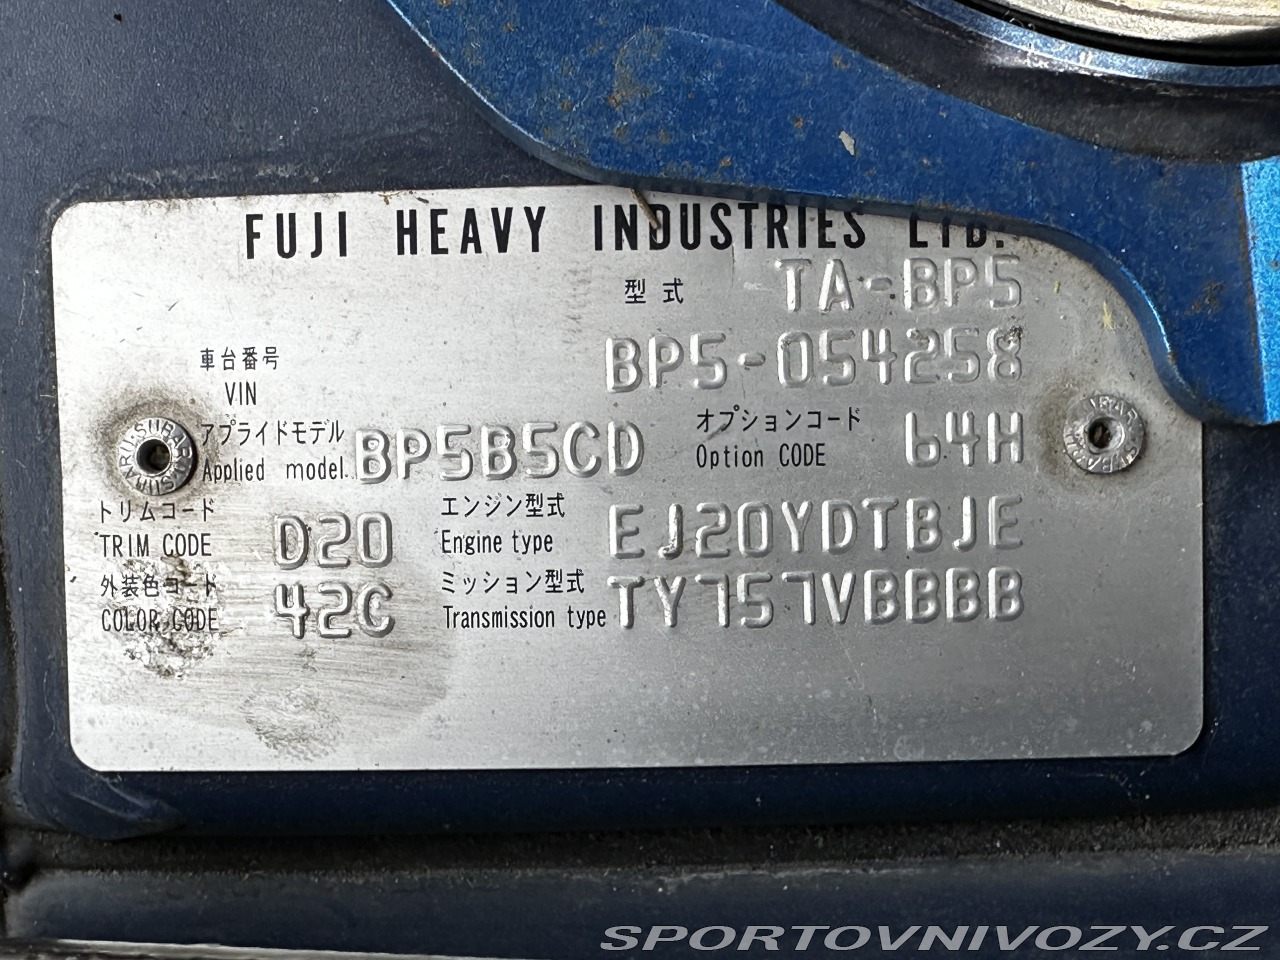 FUJI HEAVY INDUSTRIES LTD.
型式 TA-BP5
車台番号 VIN BP5-054258
アプライドモデル Applied model BP5B5CD オプションコード Option CODE 64H
トリムコード TRIM CODE D20 エンジン型式 Engine type EJ20YDTBJE
外装色コード COLOR CODE 42C ミッション型式 Transmission type TY757VBBBB
SPORTOVNIVOZY.CZ